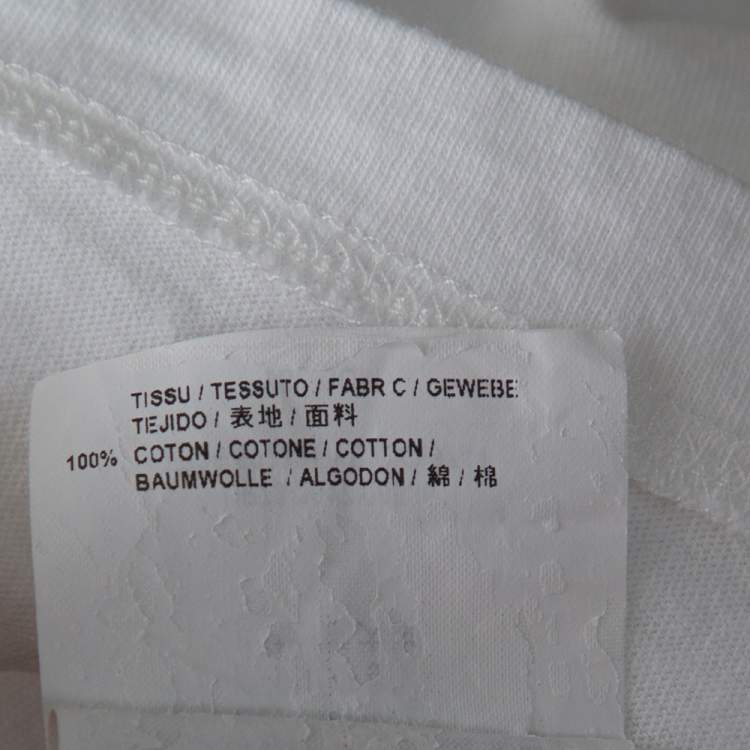 TISSU / TESSUTO / FABR C / GEWEBE
TEJIDO / 表地 / 面料
100% COTON / COTONE / COTTON /
BAUMWOLLE / ALGODON / 綿 / 棉